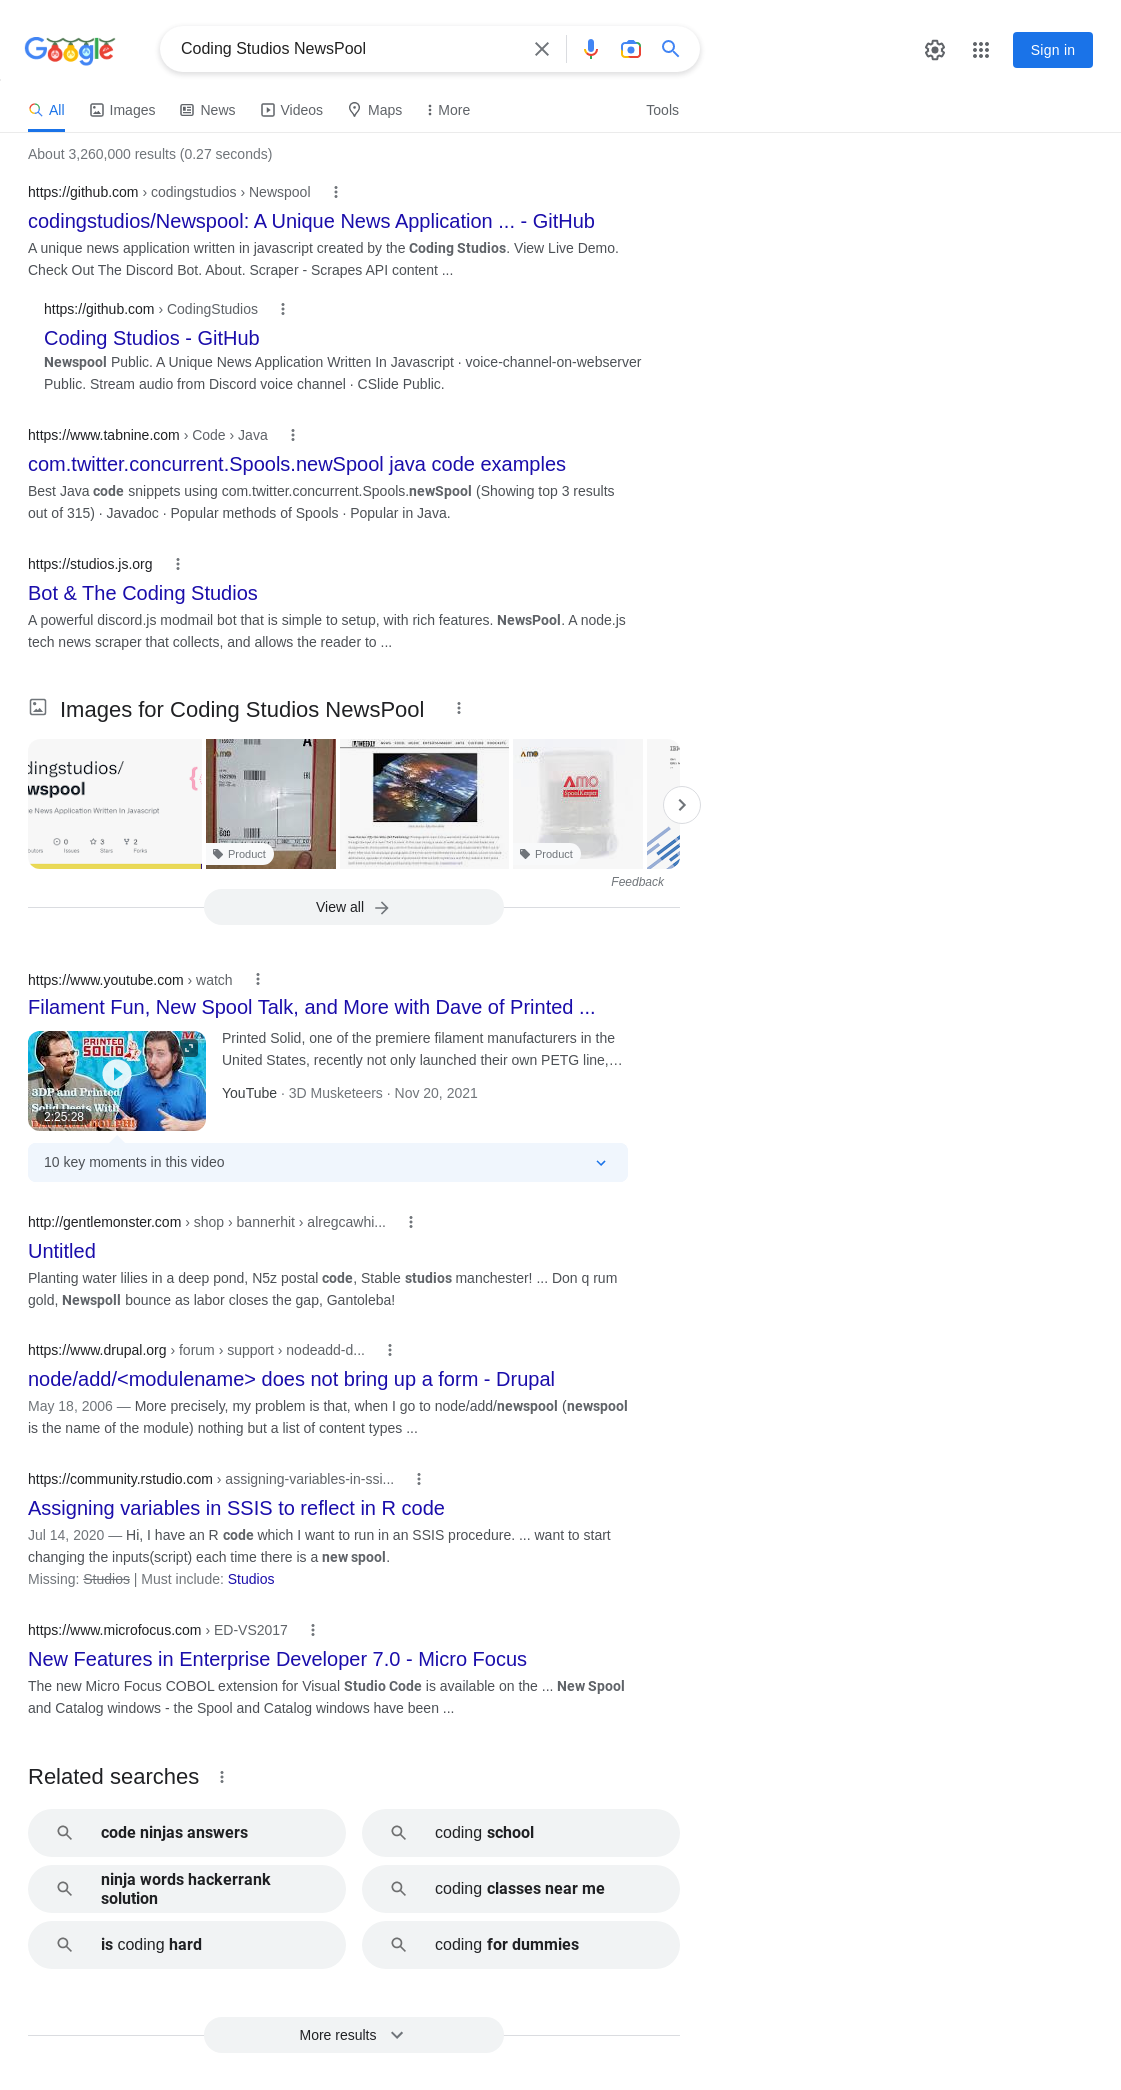 Google
Coding Studios NewsPool
Sign in
All
Images
News
Videos
Maps
More
Tools
About 3,260,000 results (0.27 seconds)
https://github.com › codingstudios › Newspool
codingstudios/Newspool: A Unique News Application ... - GitHub
A unique news application written in javascript created by the Coding Studios. View Live Demo.
Check Out The Discord Bot. About. Scraper - Scrapes API content ...
https://github.com › CodingStudios
Coding Studios - GitHub
Newspool Public. A Unique News Application Written In Javascript · voice-channel-on-webserver
Public. Stream audio from Discord voice channel · CSlide Public.
https://www.tabnine.com › Code › Java
com.twitter.concurrent.Spools.newSpool java code examples
Best Java code snippets using com.twitter.concurrent.Spools.newSpool (Showing top 3 results
out of 315) · Javadoc · Popular methods of Spools · Popular in Java.
https://studios.js.org
Bot & The Coding Studios
A powerful discord.js modmail bot that is simple to setup, with rich features. NewsPool. A node.js
tech news scraper that collects, and allows the reader to ...
Images for Coding Studios NewsPool
dingstudios/
wspool
e News Application Written In Javascript
0
Issues
3
Stars
2
Forks
AMO
Product
WEEKLY
AMO
AMO
SpoolKeeper
Product
Feedback
View all
https://www.youtube.com › watch
Filament Fun, New Spool Talk, and More with Dave of Printed ...
PRINTED
SOLID
3DP and Printed
Solid Deets With
2:25:28
Printed Solid, one of the premiere filament manufacturers in the
United States, recently not only launched their own PETG line,…
YouTube · 3D Musketeers · Nov 20, 2021
10 key moments in this video
http://gentlemonster.com › shop › bannerhit › alregcawhi...
Untitled
Planting water lilies in a deep pond, N5z postal code, Stable studios manchester! ... Don q rum
gold, Newspoll bounce as labor closes the gap, Gantoleba!
https://www.drupal.org › forum › support › nodeadd-d...
node/add/<modulename> does not bring up a form - Drupal
May 18, 2006 — More precisely, my problem is that, when I go to node/add/newspool (newspool
is the name of the module) nothing but a list of content types ...
https://community.rstudio.com › assigning-variables-in-ssi...
Assigning variables in SSIS to reflect in R code
Jul 14, 2020 — Hi, I have an R code which I want to run in an SSIS procedure. ... want to start
changing the inputs(script) each time there is a new spool.
Missing: Studios | Must include: Studios
https://www.microfocus.com › ED-VS2017
New Features in Enterprise Developer 7.0 - Micro Focus
The new Micro Focus COBOL extension for Visual Studio Code is available on the ... New Spool
and Catalog windows - the Spool and Catalog windows have been ...
Related searches
code ninjas answers
coding school
ninja words hackerrank
solution
coding classes near me
is coding hard
coding for dummies
More results